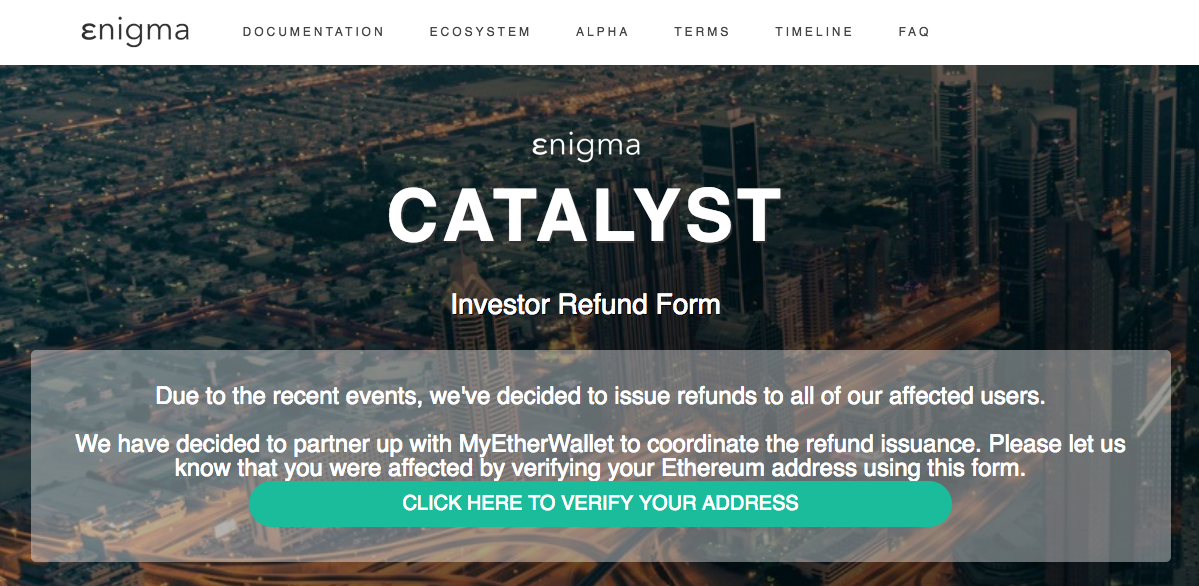 εnigma DOCUMENTATION ECOSYSTEM ALPHA TERMS TIMELINE FAQ
εnigma
CATALYST
Investor Refund Form
Due to the recent events, we've decided to issue refunds to all of our affected users.
We have decided to partner up with MyEtherWallet to coordinate the refund issuance. Please let us
know that you were affected by verifying your Ethereum address using this form.
CLICK HERE TO VERIFY YOUR ADDRESS